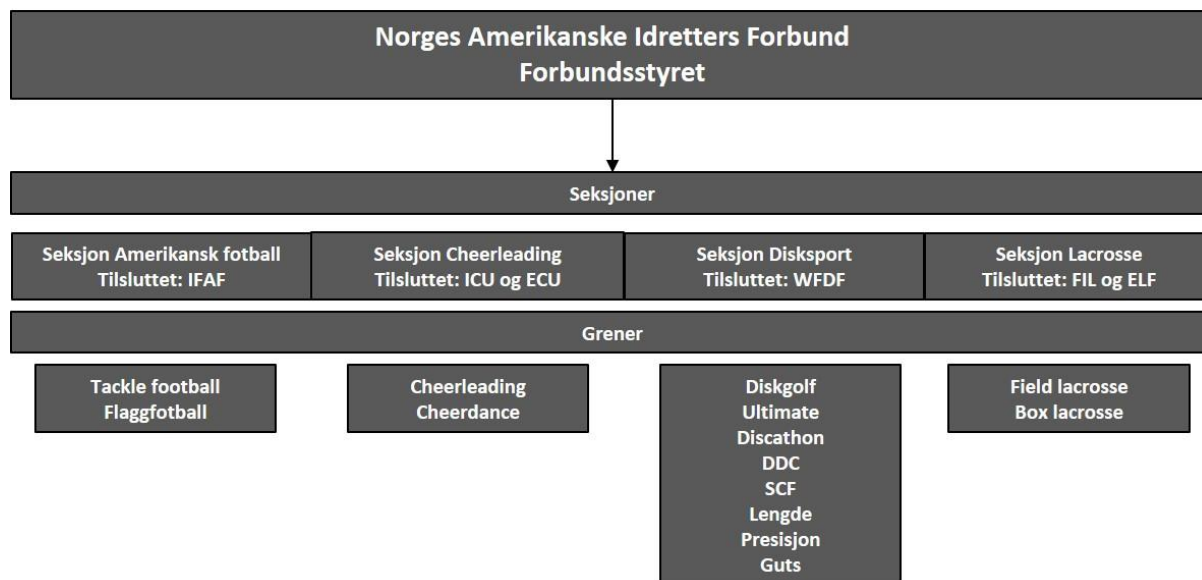 Norges Amerikanske Idretters Forbund
Forbundsstyret
Seksjoner
Seksjon Amerikansk fotball
Tilsluttet: IFAF
Seksjon Cheerleading
Tilsluttet: ICU og ECU
Seksjon Disksport
Tilsluttet: WFDF
Seksjon Lacrosse
Tilsluttet: FIL og ELF
Grener
Tackle football
Flaggfotball
Cheerleading
Cheerdance
Diskgolf
Ultimate
Discathon
DDC
SCF
Lengde
Presisjon
Guts
Field lacrosse
Box lacrosse